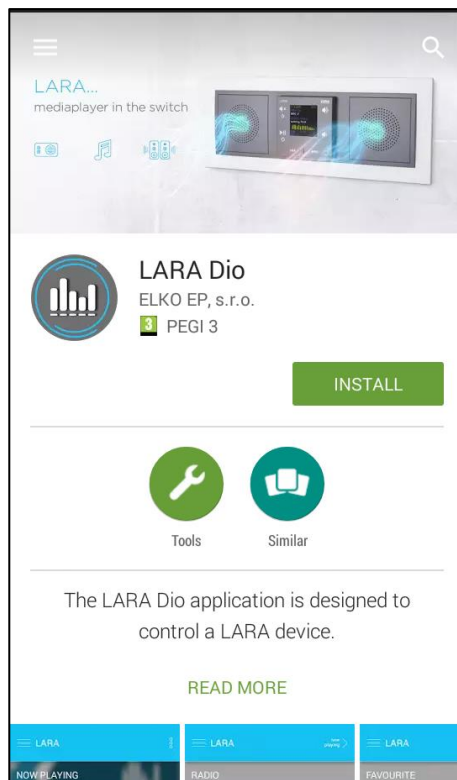 LARA...
mediaplayer in the switch
LARA Dio
ELKO EP, s.r.o.
3 PEGI 3
INSTALL
Tools
Similar
The LARA Dio application is designed to
control a LARA device.
READ MORE
LARA
LARA
LARA
NOW PLAYING
RADIO
FAVOURITE